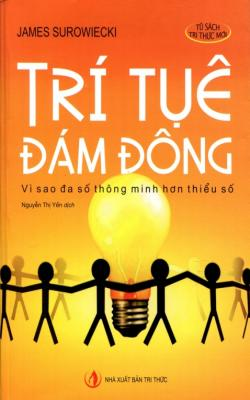 JAMES SUROWIECKI
TỦ SÁCH
TRI THỨC MỚI
TRÍ TUỆ
ĐÁM ĐÔNG
Vì sao đa số thông minh hơn thiểu số
Nguyễn Thị Yến dịch
NHÀ XUẤT BẢN TRI THỨC